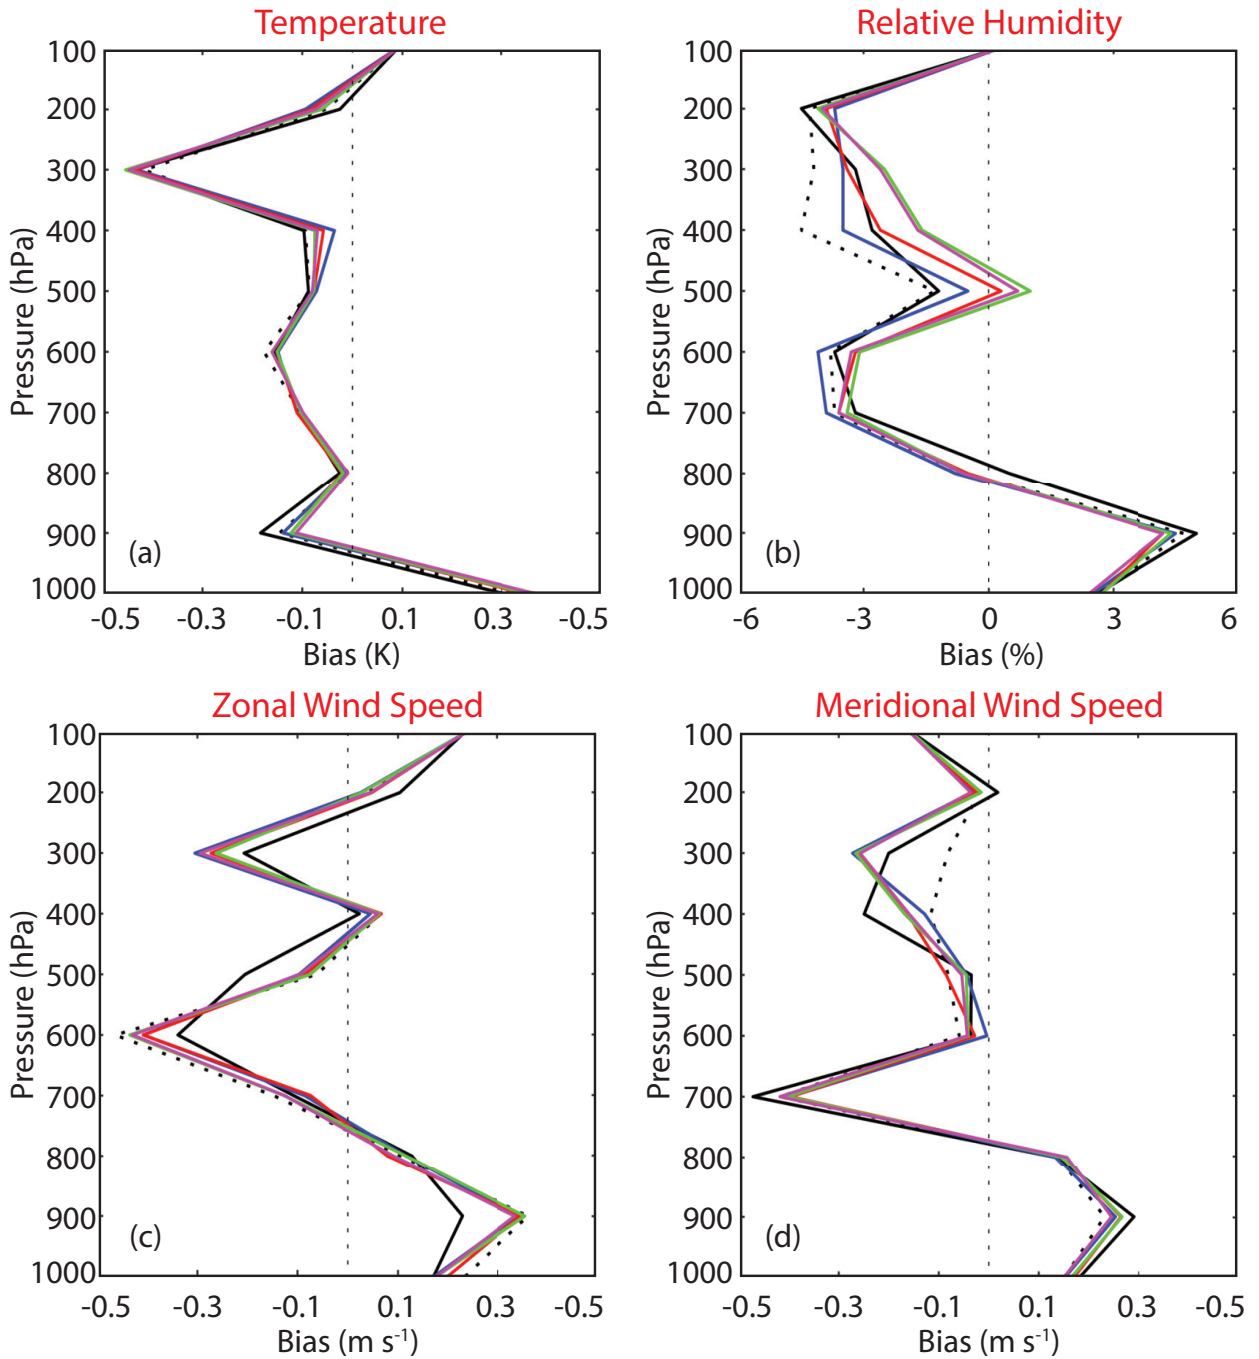 Temperature
100
200
300
400
500
600
700
800
900
1000
Pressure (hPa)
(a)
-0.5 -0.3 -0.1 0.1 0.3 -0.5
Bias (K)
Relative Humidity
100
200
300
400
500
600
700
800
900
1000
Pressure (hPa)
(b)
-6 -3 0 3 6
Bias (%)
Zonal Wind Speed
100
200
300
400
500
600
700
800
900
1000
Pressure (hPa)
(c)
-0.5 -0.3 -0.1 0.1 0.3 -0.5
Bias (m s⁻¹)
Meridional Wind Speed
100
200
300
400
500
600
700
800
900
1000
Pressure (hPa)
(d)
-0.5 -0.3 -0.1 0.1 0.3 -0.5
Bias (m s⁻¹)